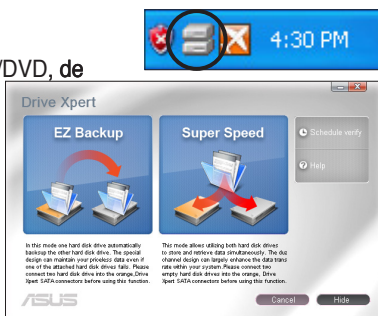 4:30 PM
/DVD, de
Drive Xpert
EZ Backup
Super Speed
Schedule verify
Help
In this mode one hard disk drive automatically
backsup the other hard disk drive. The special
design can maintain your priceless data even if
one of the attached hard disk drives fails. Please
connect two hard disk drive into the orange,Drive
Xpert SATA connectors before using this function.
This mode allows utilizing both hard disk drives
to store and retrieve data simultaneously. The dua
channel design can largely enhance the data trans
rate within your system.Please connect two
empty hard disk drives into the orange, Drive
Xpert SATA connectors before using this function.
ASUS
Cancel
Hide